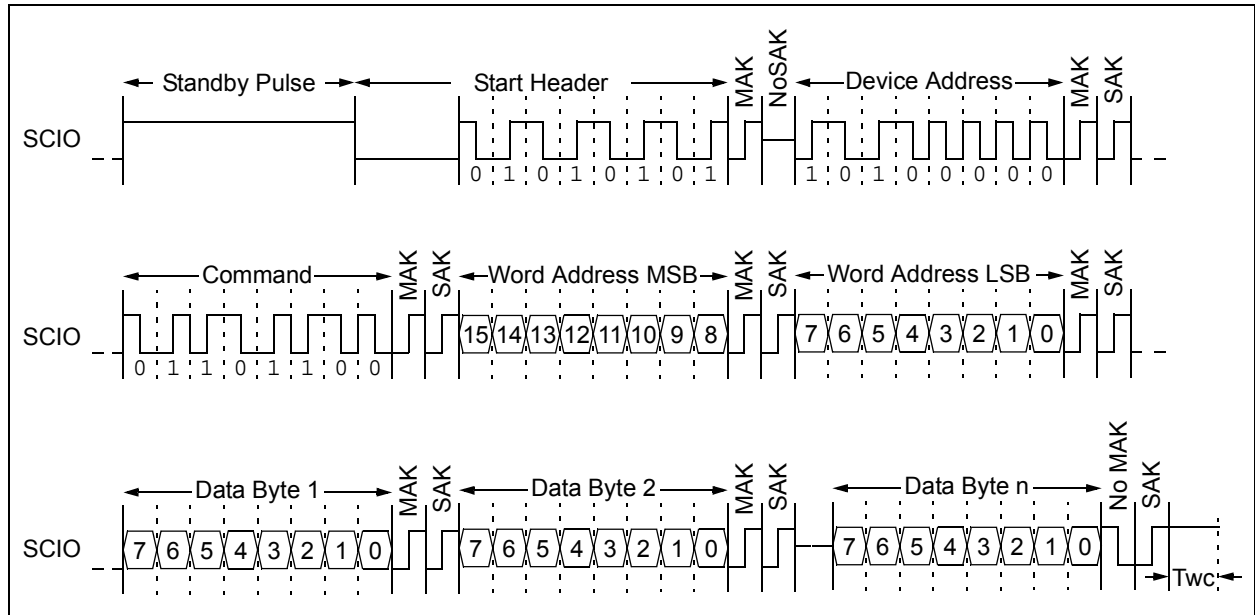 Standby Pulse Start Header MAK NoSAK Device Address MAK SAK
SCIO
0 1 0 1 0 1 0 1 1 0 1 0 0 0 0 0
Command MAK SAK Word Address MSB MAK SAK Word Address LSB MAK SAK
SCIO
15 14 13 12 11 10 9 8 7 6 5 4 3 2 1 0
0 1 1 0 1 1 0 0
Data Byte 1 MAK SAK Data Byte 2 MAK SAK Data Byte n No MAK SAK
SCIO
7 6 5 4 3 2 1 0 7 6 5 4 3 2 1 0 7 6 5 4 3 2 1 0
Twc